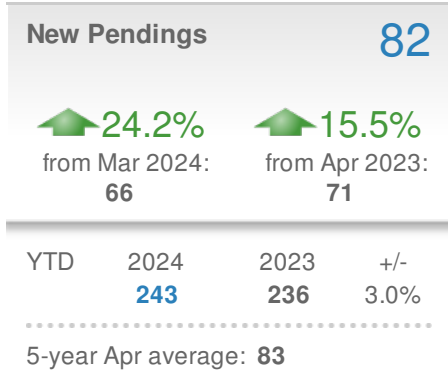 New Pendings 82
24.2% 15.5%
from Mar 2024: from Apr 2023:
66 71
YTD 2024 2023 +/-
243 236 3.0%
5-year Apr average: 83